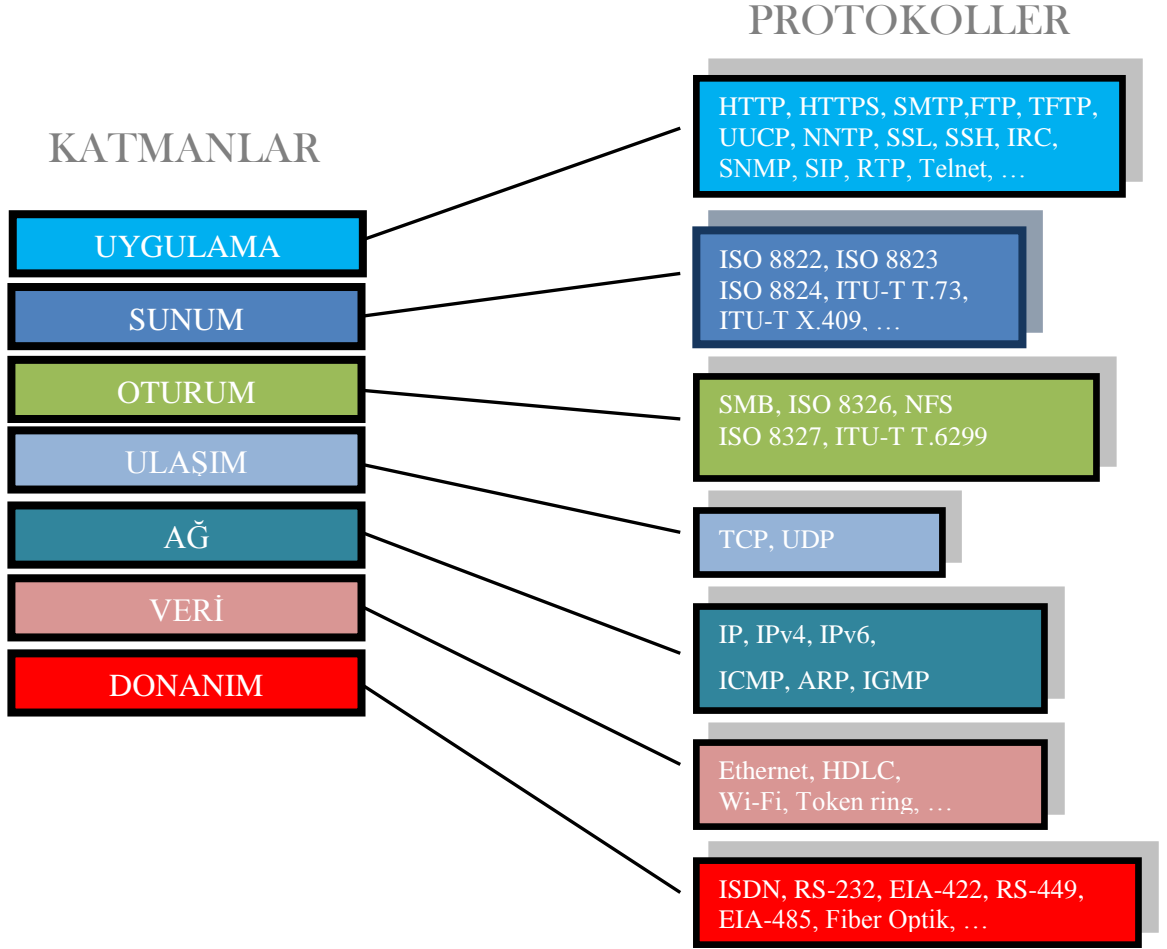 PROTOKOLLER
KATMANLAR
UYGULAMA
SUNUM
OTURUM
ULAŞIM
AĞ
VERİ
DONANIM
HTTP, HTTPS, SMTP,FTP, TFTP,
UUCP, NNTP, SSL, SSH, IRC,
SNMP, SIP, RTP, Telnet, …
ISO 8822, ISO 8823
ISO 8824, ITU-T T.73,
ITU-T X.409, …
SMB, ISO 8326, NFS
ISO 8327, ITU-T T.6299
TCP, UDP
IP, IPv4, IPv6,
ICMP, ARP, IGMP
Ethernet, HDLC,
Wi-Fi, Token ring, …
ISDN, RS-232, EIA-422, RS-449,
EIA-485, Fiber Optik, …